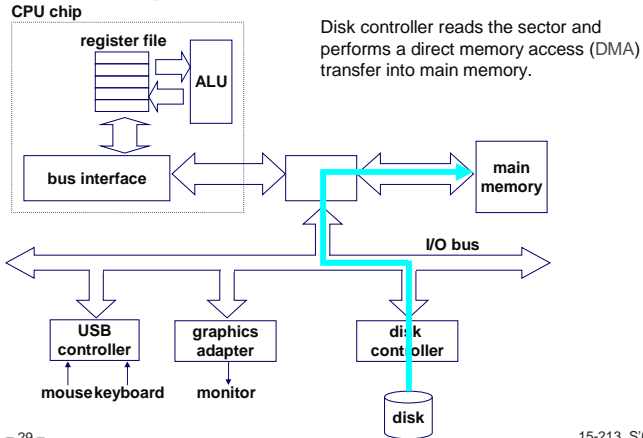 CPU chip
Disk controller reads the sector and
performs a direct memory access (DMA)
transfer into main memory.
register file
ALU
bus interface
main
memory
I/O bus
USB
controller
graphics
adapter
disk
controller
mouse keyboard
monitor
disk
– 29 –
15-213, S'